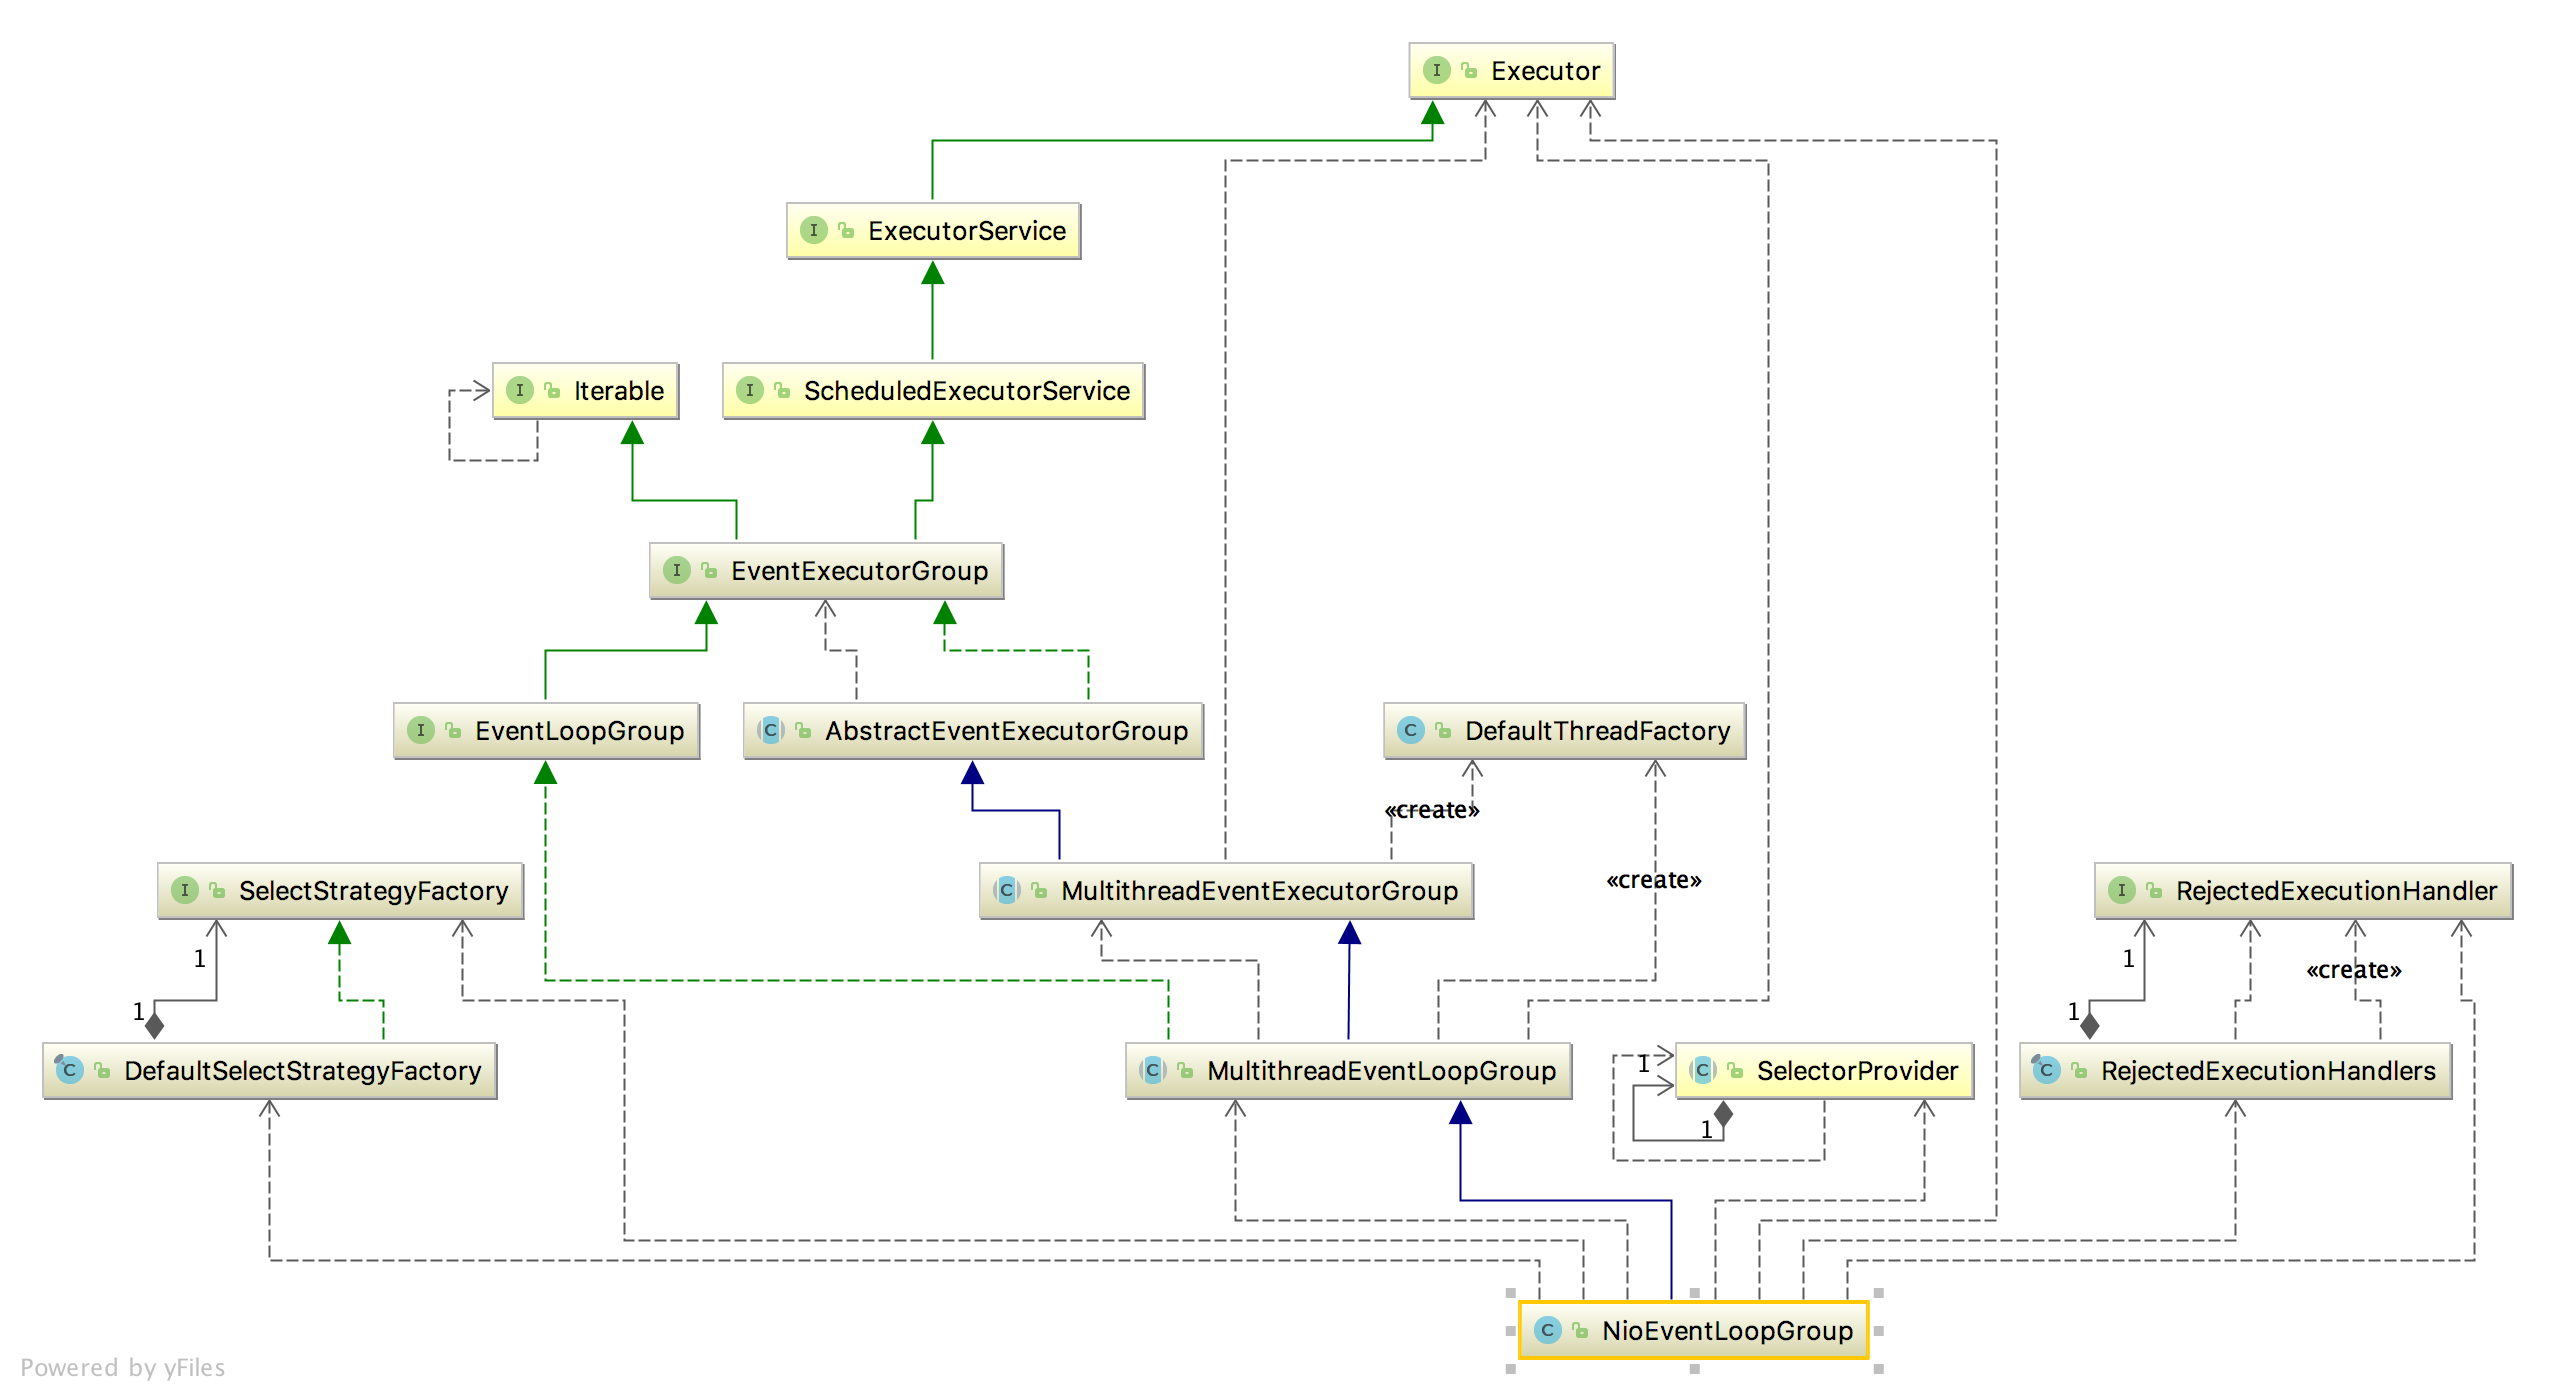 I Executor
I ExecutorService
I Iterable
I ScheduledExecutorService
I EventExecutorGroup
I EventLoopGroup
C AbstractEventExecutorGroup
C DefaultThreadFactory
«create»
«create»
I SelectStrategyFactory
C MultithreadEventExecutorGroup
I RejectedExecutionHandler
1
1
«create»
1
1
C DefaultSelectStrategyFactory
C MultithreadEventLoopGroup
1
C SelectorProvider
C RejectedExecutionHandlers
1
C NioEventLoopGroup
Powered by yFiles